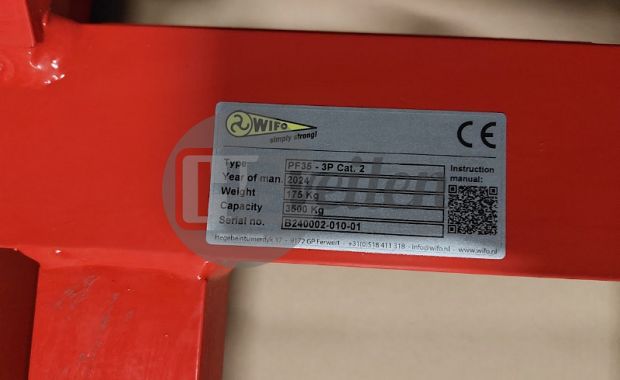 WIFO
simply strong!
CE
Type PF35 - 3P Cat. 2
Year of man. 2024
Weight 175 Kg
Capacity 3500 Kg
Serial no. B240002-010-01
Instruction
manual:
Hegebeintumerdyk 37 - 9172 GP Ferwert - +31(0)518 411 318 - info@wifo.nl - www.wifo.nl